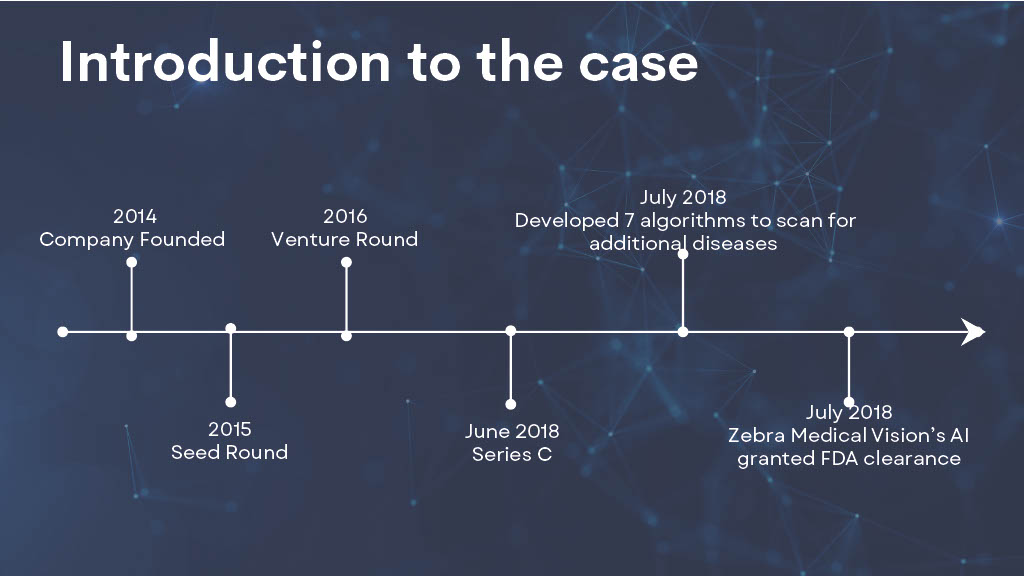 Introduction to the case
2014
Company Founded
2015
Seed Round
2016
Venture Round
June 2018
Series C
July 2018
Developed 7 algorithms to scan for
additional diseases
July 2018
Zebra Medical Vision’s AI
granted FDA clearance